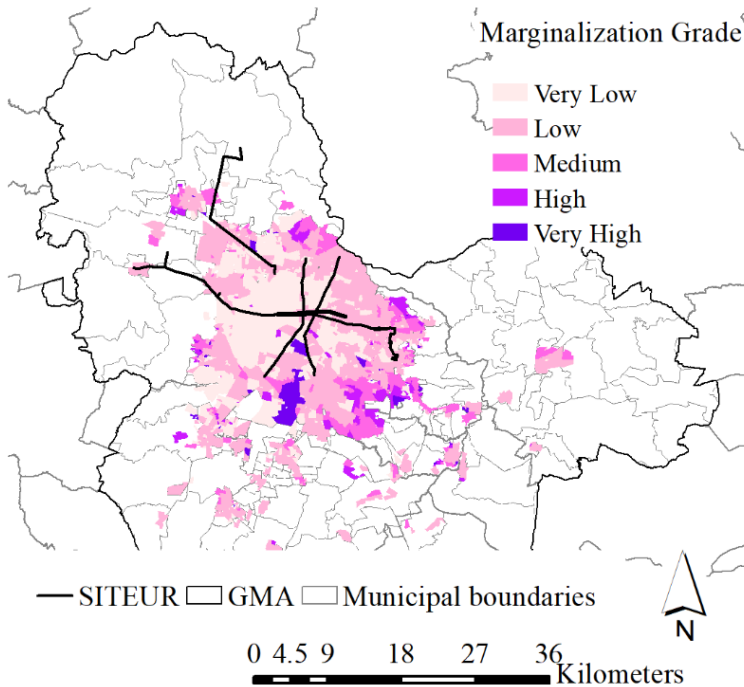 Marginalization Grade
Very Low
Low
Medium
High
Very High
SITEUR GMA Municipal boundaries
N
0 4.5 9 18 27 36
Kilometers